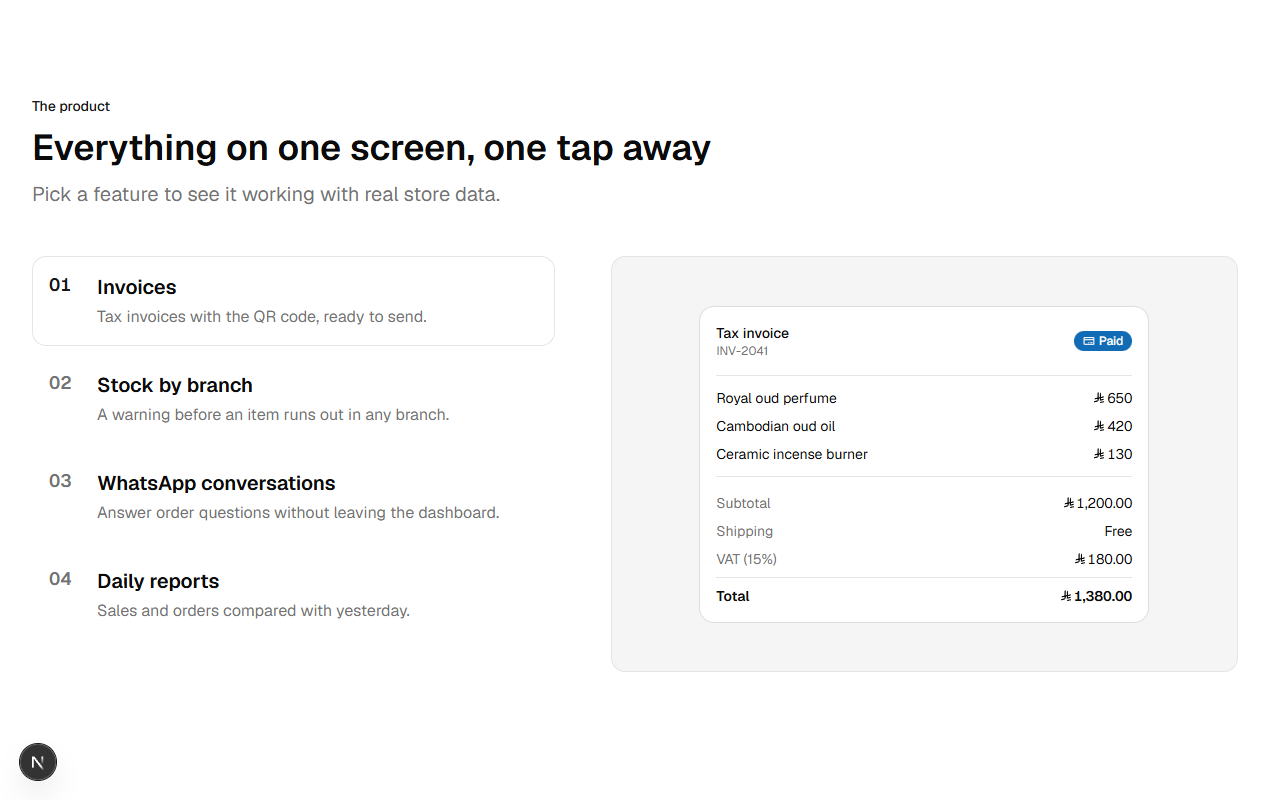 The product
Everything on one screen, one tap away
Pick a feature to see it working with real store data.
01 Invoices
Tax invoices with the QR code, ready to send.
02 Stock by branch
A warning before an item runs out in any branch.
03 WhatsApp conversations
Answer order questions without leaving the dashboard.
04 Daily reports
Sales and orders compared with yesterday.
Tax invoice
INV-2041
Paid
Royal oud perfume ⃁ 650
Cambodian oud oil ⃁ 420
Ceramic incense burner ⃁ 130
Subtotal ⃁ 1,200.00
Shipping Free
VAT (15%) ⃁ 180.00
Total ⃁ 1,380.00
N